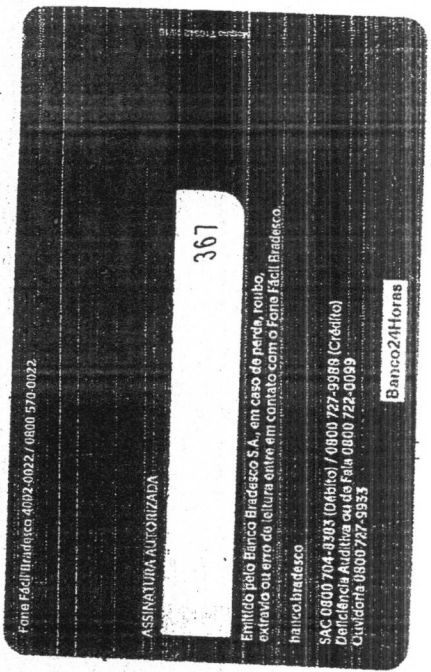 Fone Fácil Bradesco 4002-0022 / 0800 570-0022
ASSINATURA AUTORIZADA
367
Emitido pelo Banco Bradesco S.A., em caso de perda, roubo,
extravio ou erro de leitura entre em contato com o Fone Fácil Bradesco.
banco.bradesco
SAC 0800 704-8383 (Débito) / 0800 727-9988 (Crédito)
Deficiência Auditiva ou de Fala 0800 722-0099
Ouvidoria 0800 727-9933
Banco24Horas